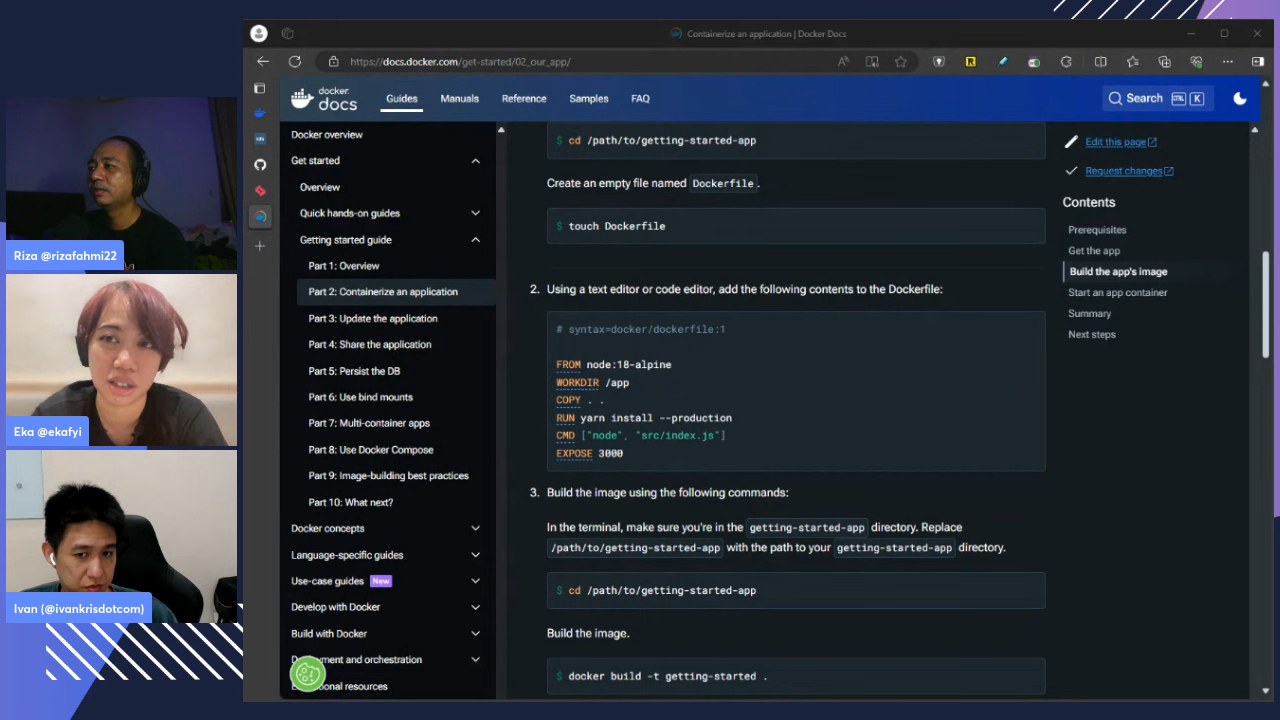 Containerize an application | Docker Docs
https://docs.docker.com/get-started/02_our_app/
docker
docs
Guides
Manuals
Reference
Samples
FAQ
Search
CTRL
K
Docker overview
Get started
Overview
Quick hands-on guides
Getting started guide
Part 1: Overview
Part 2: Containerize an application
Part 3: Update the application
Part 4: Share the application
Part 5: Persist the DB
Part 6: Use bind mounts
Part 7: Multi-container apps
Part 8: Use Docker Compose
Part 9: Image-building best practices
Part 10: What next?
Docker concepts
Language-specific guides
Use-case guides New
Develop with Docker
Build with Docker
ment and orchestration
onal resources
$ cd /path/to/getting-started-app
Create an empty file named Dockerfile.
$ touch Dockerfile
2. Using a text editor or code editor, add the following contents to the Dockerfile:
# syntax=docker/dockerfile:1
FROM node:18-alpine
WORKDIR /app
COPY . .
RUN yarn install --production
CMD ["node", "src/index.js"]
EXPOSE 3000
3. Build the image using the following commands:
In the terminal, make sure you're in the getting-started-app directory. Replace
/path/to/getting-started-app with the path to your getting-started-app directory.
$ cd /path/to/getting-started-app
Build the image.
$ docker build -t getting-started .
Edit this page
Request changes
Contents
Prerequisites
Get the app
Build the app's image
Start an app container
Summary
Next steps
Riza @rizafahmi22
Eka @ekafyi
Ivan (@ivankrisdotcom)